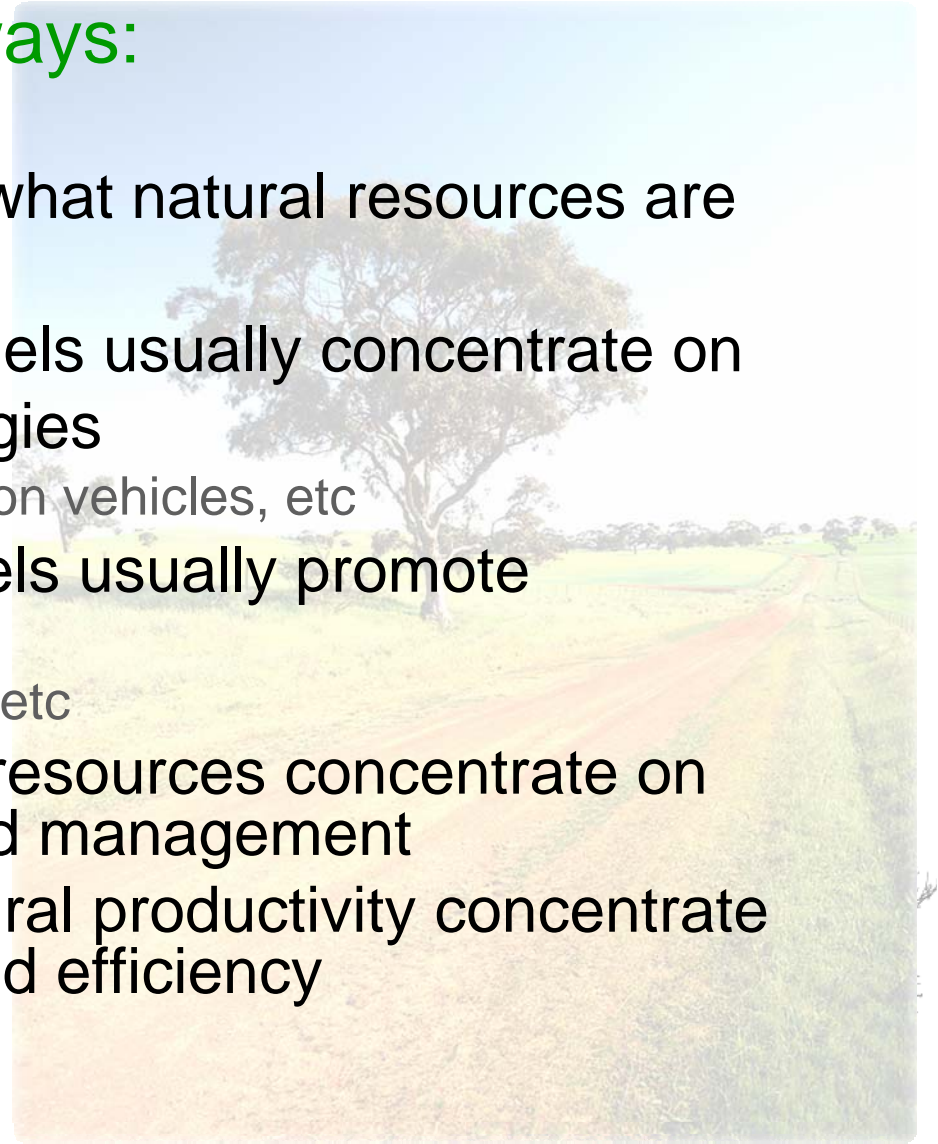 ays:
what natural resources are
els usually concentrate on
gies
on vehicles, etc
els usually promote
etc
resources concentrate on
d management
ral productivity concentrate
d efficiency